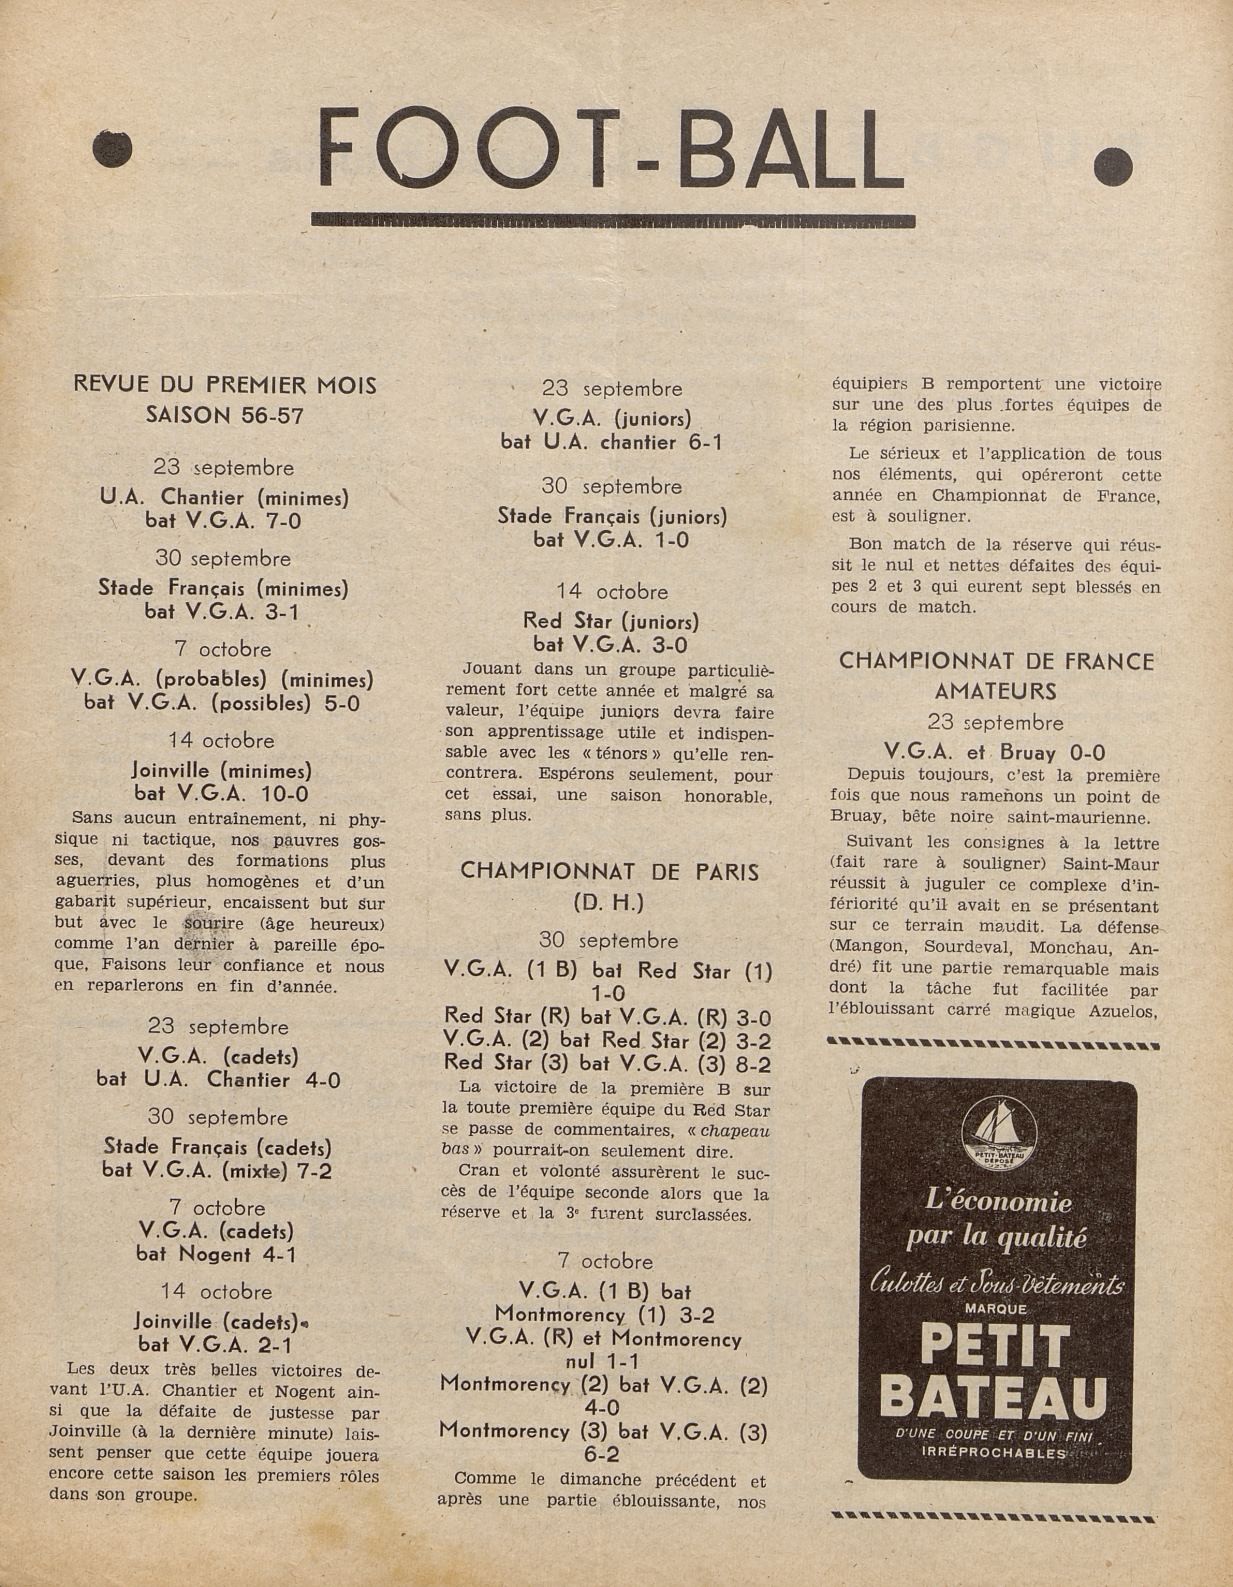 FOOT-BALL
REVUE DU PREMIER MOIS
SAISON 56-57
23 septembre
U.A. Chantier (minimes)
bat V.G.A. 7-0
30 septembre
Stade Français (minimes)
bat V.G.A. 3-1
7 octobre
V.G.A. (probables) (minimes)
bat V.G.A. (possibles) 5-0
14 octobre
Joinville (minimes)
bat V.G.A. 10-0
Sans aucun entraînement, ni phy-
sique ni tactique, nos pauvres gos-
ses, devant des formations plus
aguerries, plus homogènes et d'un
gabarit supérieur, encaissent but sur
but avec le sourire (âge heureux)
comme l'an dernier à pareille épo-
que, Faisons leur confiance et nous
en reparlerons en fin d'année.
23 septembre
V.G.A. (cadets)
bat U.A. Chantier 4-0
30 septembre
Stade Français (cadets)
bat V.G.A. (mixte) 7-2
7 octobre
V.G.A. (cadets)
bat Nogent 4-1
14 octobre
Joinville (cadets)
bat V.G.A. 2-1
Les deux très belles victoires de-
vant l'U.A. Chantier et Nogent ain-
si que la défaite de justesse par
Joinville (à la dernière minute) lais-
sent penser que cette équipe jouera
encore cette saison les premiers rôles
dans son groupe.
23 septembre
V.G.A. (juniors)
bat U.A. chantier 6-1
30 septembre
Stade Français (juniors)
bat V.G.A. 1-0
14 octobre
Red Star (juniors)
bat V.G.A. 3-0
Jouant dans un groupe particuliè-
rement fort cette année et malgré sa
valeur, l'équipe juniors devra faire
son apprentissage utile et indispen-
sable avec les « ténors » qu'elle ren-
contrera. Espérons seulement, pour
cet essai, une saison honorable,
sans plus.
CHAMPIONNAT DE PARIS
(D. H.)
30 septembre
V.G.A. (1 B) bat Red Star (1)
1-0
Red Star (R) bat V.G.A. (R) 3-0
V.G.A. (2) bat Red Star (2) 3-2
Red Star (3) bat V.G.A. (3) 8-2
La victoire de la première B sur
la toute première équipe du Red Star
se passe de commentaires, « chapeau
bas » pourrait-on seulement dire.
Cran et volonté assurèrent le suc-
cès de l'équipe seconde alors que la
réserve et la 3e furent surclassées.
7 octobre
V.G.A. (1 B) bat
Montmorency (1) 3-2
V.G.A. (R) et Montmorency
nul 1-1
Montmorency (2) bat V.G.A. (2)
4-0
Montmorency (3) bat V.G.A. (3)
6-2
Comme le dimanche précédent et
après une partie éblouissante, nos
équipiers B remportent une victoire
sur une des plus fortes équipes de
la région parisienne.
Le sérieux et l'application de tous
nos éléments, qui opéreront cette
année en Championnat de France,
est à souligner.
Bon match de la réserve qui réus-
sit le nul et nettes défaites des équi-
pes 2 et 3 qui eurent sept blessés en
cours de match.
CHAMPIONNAT DE FRANCE
AMATEURS
23 septembre
V.G.A. et Bruay 0-0
Depuis toujours, c'est la première
fois que nous ramenons un point de
Bruay, bête noire saint-maurienne.
Suivant les consignes à la lettre
(fait rare à souligner) Saint-Maur
réussit à juguler ce complexe d'in-
fériorité qu'il avait en se présentant
sur ce terrain maudit. La défense
(Mangon, Sourdeval, Monchau, An-
dré) fit une partie remarquable mais
dont la tâche fut facilitée par
l'éblouissant carré magique Azuelos,
PETIT-BATEAU
DÉPOSÉ
L'économie
par la qualité
Culottes et Sous-Vêtements
MARQUE
PETIT
BATEAU
D'UNE COUPE ET D'UN FINI
IRRÉPROCHABLES